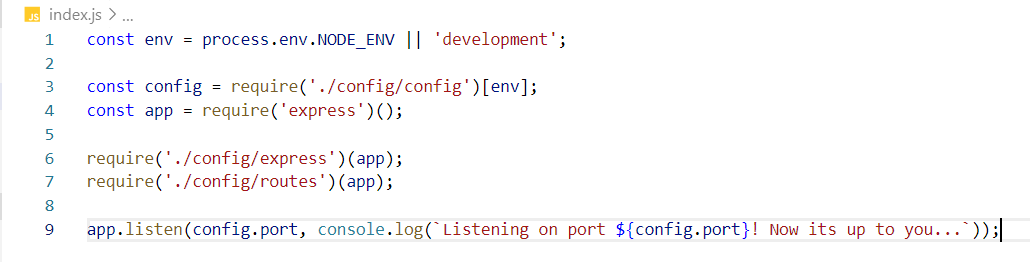 JS index.js > ...
1 const env = process.env.NODE_ENV || 'development';
2
3 const config = require('./config/config')[env];
4 const app = require('express')();
5
6 require('./config/express')(app);
7 require('./config/routes')(app);
8
9 app.listen(config.port, console.log(`Listening on port ${config.port}! Now its up to you...`));